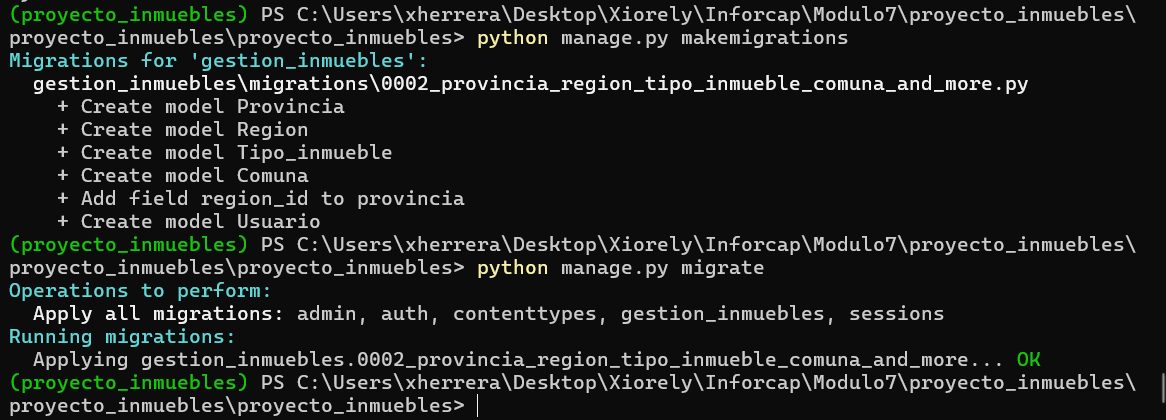 (proyecto_inmuebles) PS C:\Users\xherrera\Desktop\Xiorely\Inforcap\Modulo7\proyecto_inmuebles\
proyecto_inmuebles\proyecto_inmuebles> python manage.py makemigrations
Migrations for 'gestion_inmuebles':
  gestion_inmuebles\migrations\0002_provincia_region_tipo_inmueble_comuna_and_more.py
    + Create model Provincia
    + Create model Region
    + Create model Tipo_inmueble
    + Create model Comuna
    + Add field region_id to provincia
    + Create model Usuario
(proyecto_inmuebles) PS C:\Users\xherrera\Desktop\Xiorely\Inforcap\Modulo7\proyecto_inmuebles\
proyecto_inmuebles\proyecto_inmuebles> python manage.py migrate
Operations to perform:
  Apply all migrations: admin, auth, contenttypes, gestion_inmuebles, sessions
Running migrations:
  Applying gestion_inmuebles.0002_provincia_region_tipo_inmueble_comuna_and_more... OK
(proyecto_inmuebles) PS C:\Users\xherrera\Desktop\Xiorely\Inforcap\Modulo7\proyecto_inmuebles\
proyecto_inmuebles\proyecto_inmuebles>